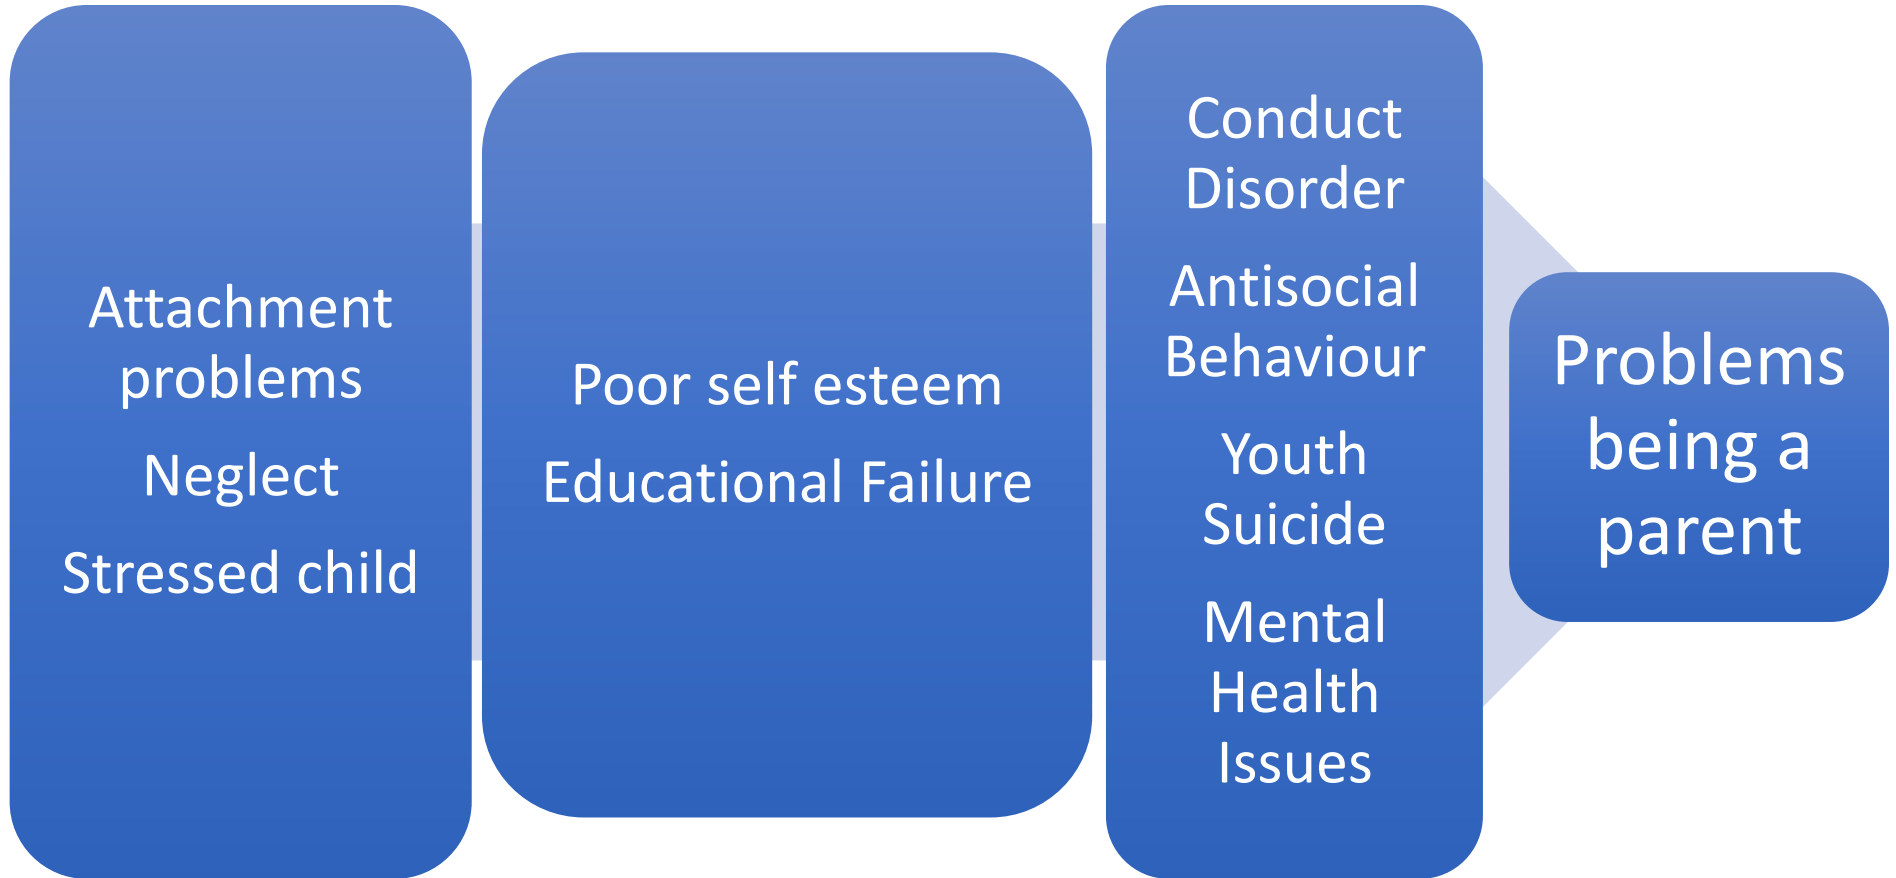 Attachment
problems
Neglect
Stressed child
Poor self esteem
Educational Failure
Conduct
Disorder
Antisocial
Behaviour
Youth
Suicide
Mental
Health
Issues
Problems
being a
parent